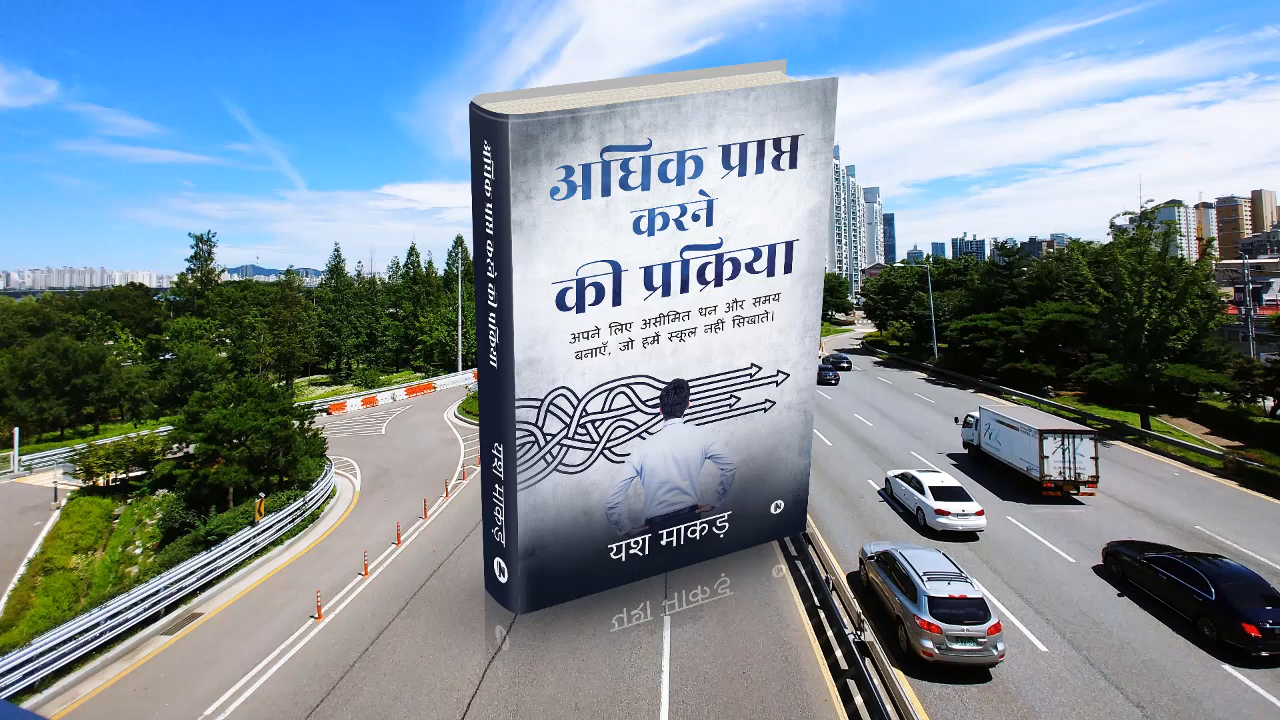 अधिक प्राप्त
करने
की प्रक्रिया
अपने लिए असीमित धन और समय
बनाएँ, जो हमें स्कूल नहीं सिखाते।
यश माकड़
N
अधिक प्राप्त करने की प्रक्रिया
यश माकड़